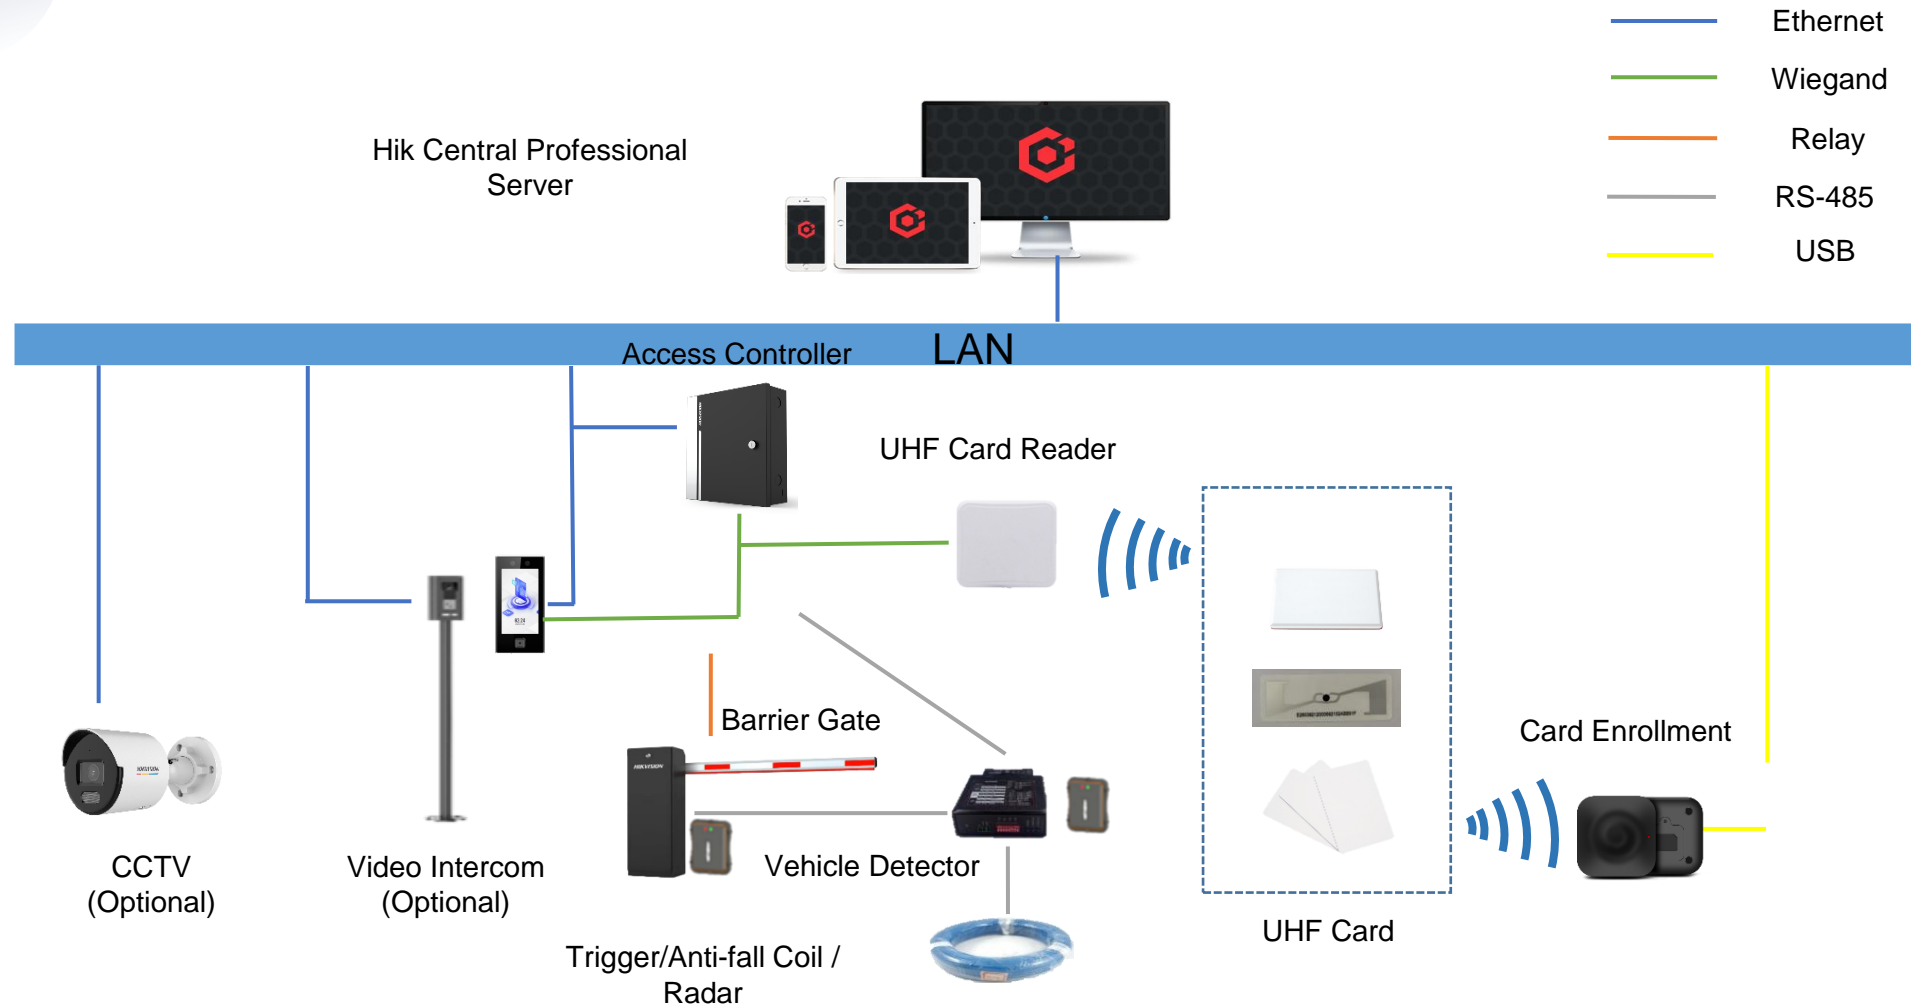 Ethernet
Wiegand
Relay
RS-485
USB
Hik Central Professional
Server
LAN
Access Controller
UHF Card Reader
Barrier Gate
HIKVISION
Card Enrollment
CCTV
(Optional)
Video Intercom
(Optional)
Vehicle Detector
UHF Card
Trigger/Anti-fall Coil /
Radar